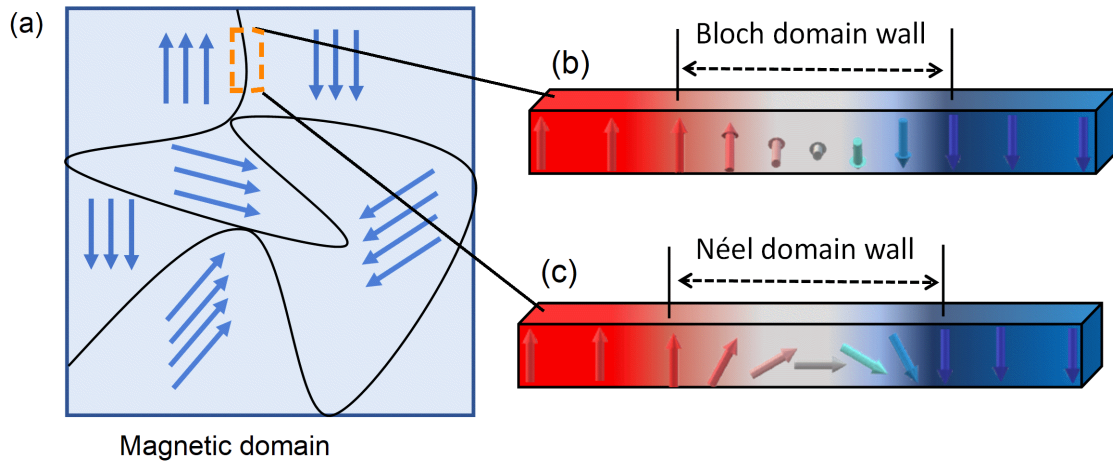 (a)
Magnetic domain
(b)
Bloch domain wall
(c)
Néel domain wall